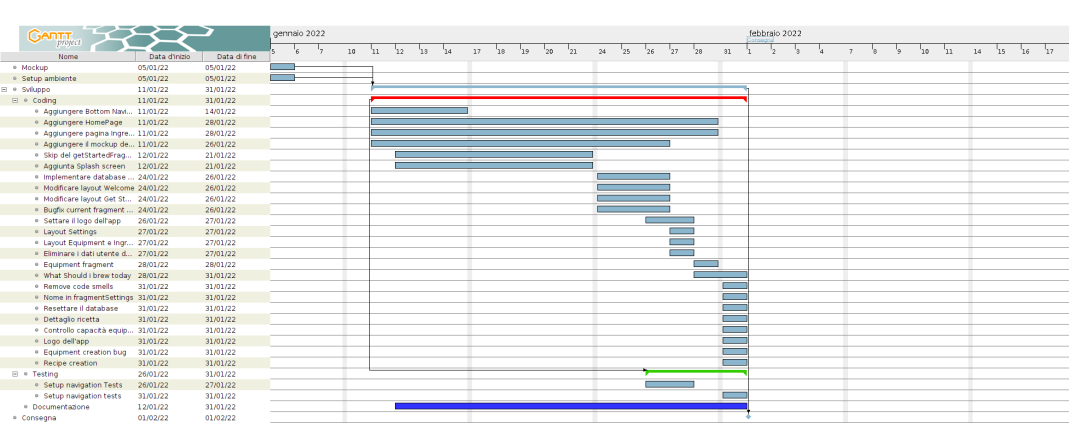 GANTT project
gennaio 2022 febbraio 2022
Consegna
5 6 7 10 11 12 13 14 17 18 19 20 21 24 25 26 27 28 31 1 2 3 4 7 8 9 10 11 14 15 16 17
Nome Data d'inizio Data di fine
Mockup 05/01/22 05/01/22
Setup ambiente 05/01/22 05/01/22
Sviluppo 11/01/22 31/01/22
Coding 11/01/22 31/01/22
Aggiungere Bottom Navi... 11/01/22 14/01/22
Aggiungere HomePage 11/01/22 28/01/22
Aggiungere pagina Ingre... 11/01/22 28/01/22
Aggiungere il mockup de... 11/01/22 26/01/22
Skip del getStartedFrag... 12/01/22 21/01/22
Aggiunta Splash screen 12/01/22 21/01/22
Implementare database ... 24/01/22 26/01/22
Modificare layout Welcome 24/01/22 26/01/22
Modificare layout Get St... 24/01/22 26/01/22
Bugfix current fragment ... 24/01/22 26/01/22
Settare il logo dell'app 26/01/22 27/01/22
Layout Settings 27/01/22 27/01/22
Layout Equipment e Ingr... 27/01/22 27/01/22
Eliminare i dati utente d... 27/01/22 27/01/22
Equipment fragment 28/01/22 28/01/22
What Should i brew today 28/01/22 31/01/22
Remove code smells 31/01/22 31/01/22
Nome in fragmentSettings 31/01/22 31/01/22
Resettare il database 31/01/22 31/01/22
Dettaglio ricetta 31/01/22 31/01/22
Controllo capacità equip... 31/01/22 31/01/22
Logo dell'app 31/01/22 31/01/22
Equipment creation bug 31/01/22 31/01/22
Recipe creation 31/01/22 31/01/22
Testing 26/01/22 31/01/22
Setup navigation Tests 26/01/22 27/01/22
Setup navigation tests 31/01/22 31/01/22
Documentazione 12/01/22 31/01/22
Consegna 01/02/22 01/02/22